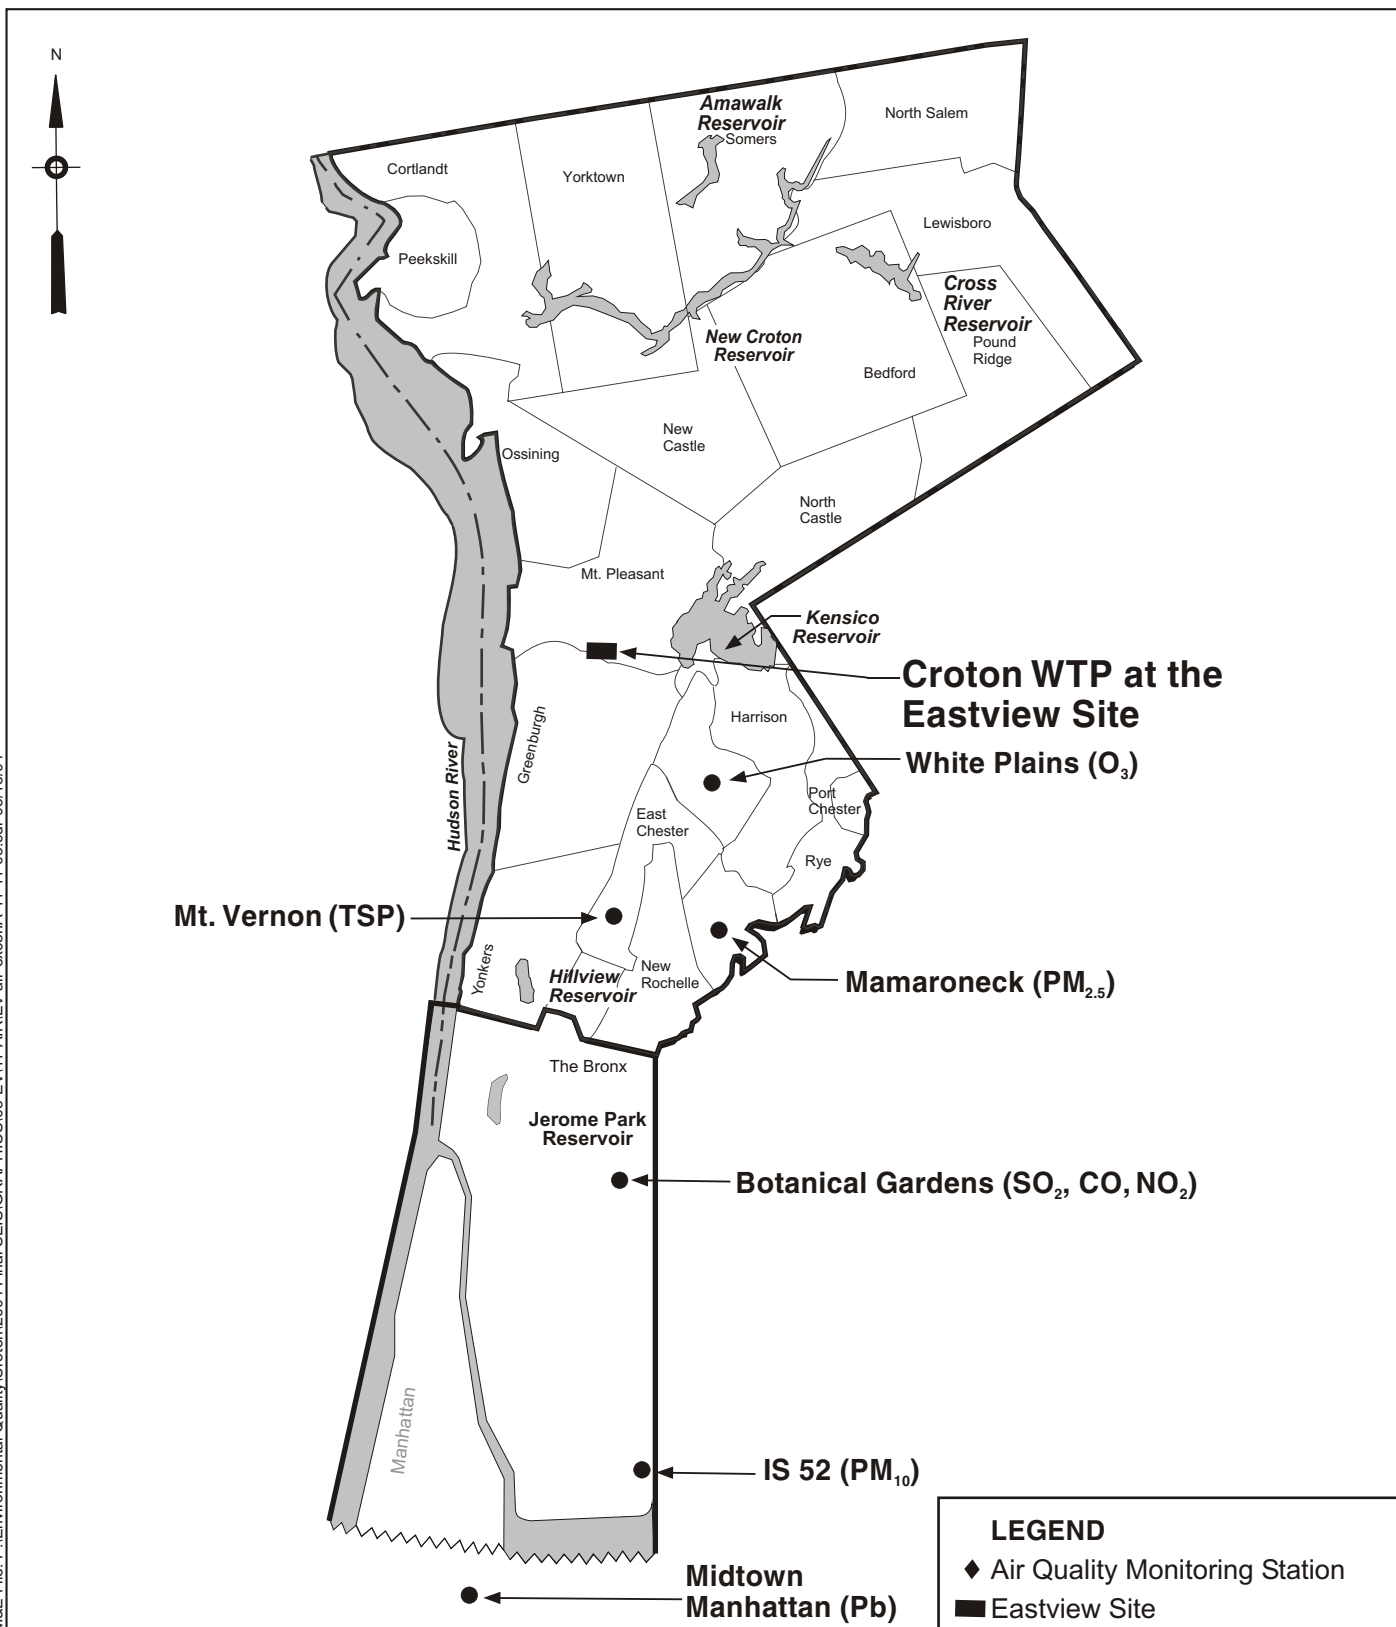 N
Amawalk
Reservoir
Somers
North Salem
Cortlandt
Yorktown
Lewisboro
Peekskill
Cross
River
Reservoir
Pound
Ridge
New Croton
Reservoir
Bedford
New
Castle
Ossining
North
Castle
Mt. Pleasant
Kensico
Reservoir
Croton WTP at the
Eastview Site
Harrison
Greenburgh
Hudson River
White Plains (O₃)
Port
Chester
East
Chester
Rye
Mt. Vernon (TSP)
Yonkers
Hillview
Reservoir
New
Rochelle
Mamaroneck (PM₂.₅)
The Bronx
Jerome Park
Reservoir
Botanical Gardens (SO₂, CO, NO₂)
Manhattan
IS 52 (PM₁₀)
Midtown
Manhattan (Pb)
LEGEND
Air Quality Monitoring Station
Eastview Site